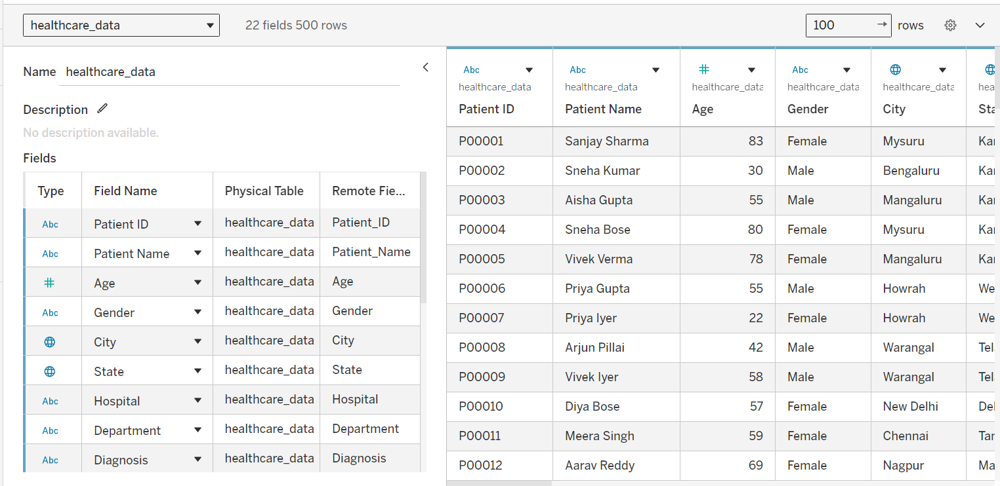 healthcare_data 22 fields 500 rows 100 rows
Name healthcare_data
Description
No description available.
Fields
Type Field Name Physical Table Remote Fie...
Abc Patient ID healthcare_data Patient_ID
Abc Patient Name healthcare_data Patient_Name
Age healthcare_data Age
Abc Gender healthcare_data Gender
City healthcare_data City
State healthcare_data State
Abc Hospital healthcare_data Hospital
Abc Department healthcare_data Department
Abc Diagnosis healthcare_data Diagnosis
Abc Abc # Abc
healthcare_data healthcare_data healthcare_data healthcare_data healthcare_data hea
Patient ID Patient Name Age Gender City Sta
P00001 Sanjay Sharma 83 Female Mysuru Kar
P00002 Sneha Kumar 30 Male Bengaluru Kar
P00003 Aisha Gupta 55 Male Mangaluru Kar
P00004 Sneha Bose 80 Female Mysuru Kar
P00005 Vivek Verma 78 Female Mangaluru Kar
P00006 Priya Gupta 55 Male Howrah We
P00007 Priya Iyer 22 Female Howrah We
P00008 Arjun Pillai 42 Male Warangal Tel
P00009 Vivek Iyer 58 Male Warangal Tel
P00010 Diya Bose 57 Female New Delhi Del
P00011 Meera Singh 59 Female Chennai Tar
P00012 Aarav Reddy 69 Female Nagpur Ma